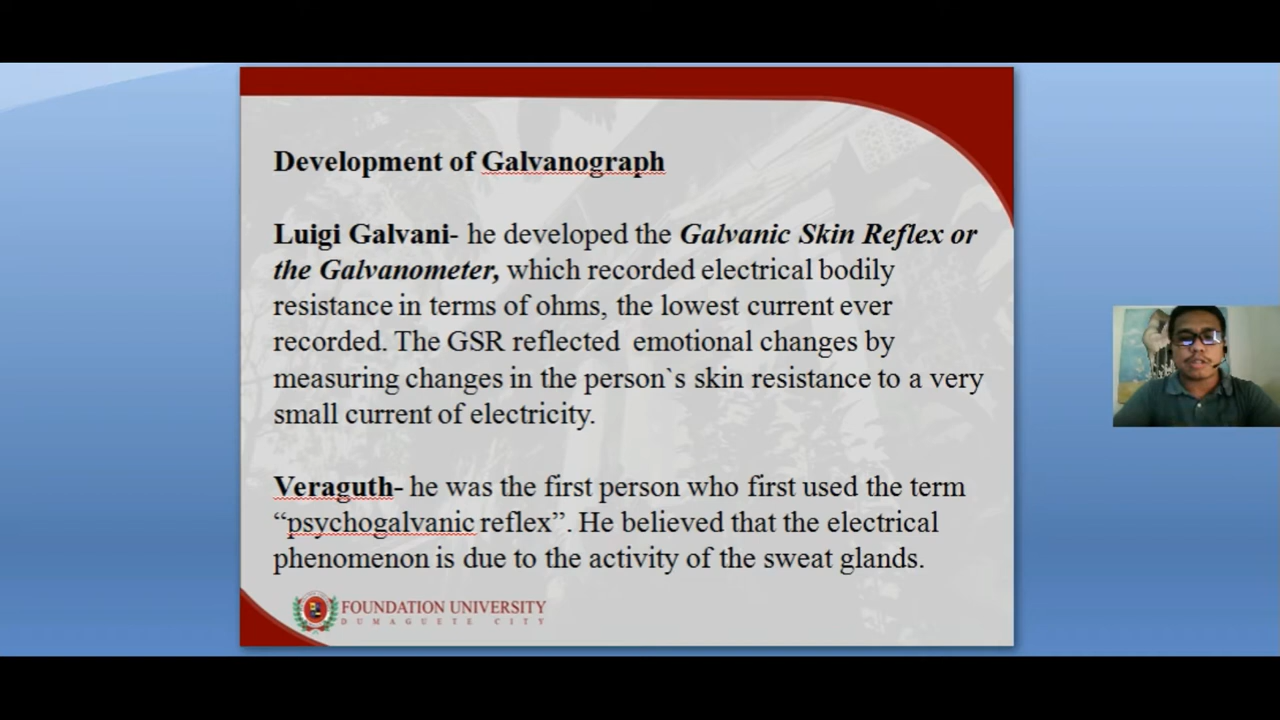 Development of Galvanograph
Luigi Galvani- he developed the Galvanic Skin Reflex or
the Galvanometer, which recorded electrical bodily
resistance in terms of ohms, the lowest current ever
recorded. The GSR reflected emotional changes by
measuring changes in the person`s skin resistance to a very
small current of electricity.
Veraguth- he was the first person who first used the term
“psychogalvanic reflex”. He believed that the electrical
phenomenon is due to the activity of the sweat glands.
FOUNDATION UNIVERSITY
DUMAGUETE CITY